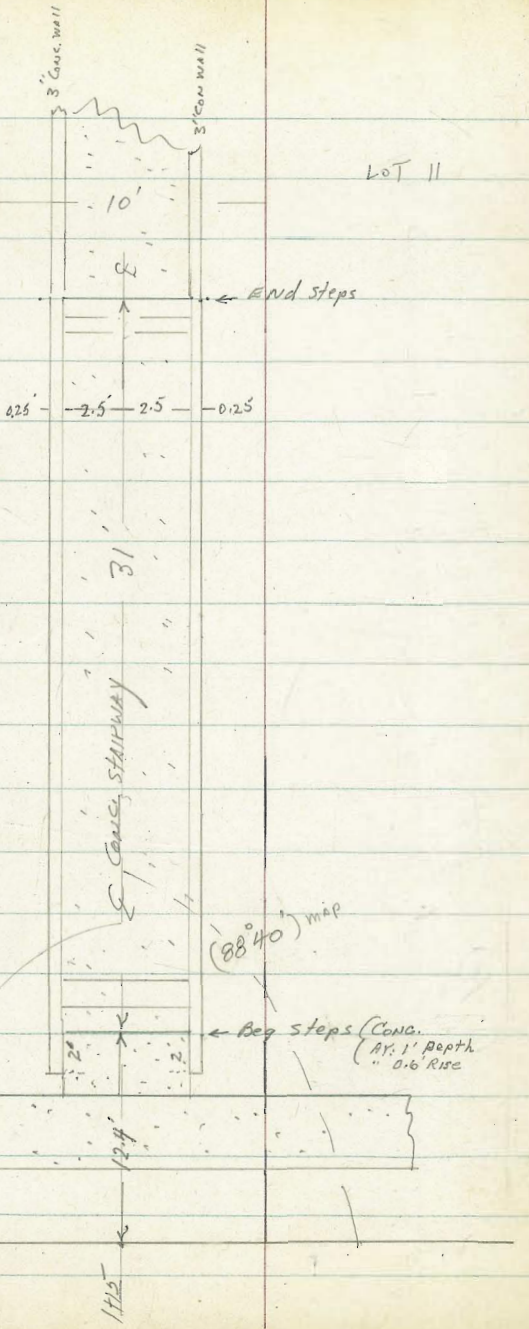 3" Conc. Wall
3" Con Wall
LOT 11
10'
℄
← End Steps
0.25'
2.5'
2.5
0.25
31'
℄ Conc. STAIRWAY
(88°40') map
← Beg Steps (Conc.
(AV. 1' Depth
" 0.6' Rise
2'
2'
12.4'
1+15